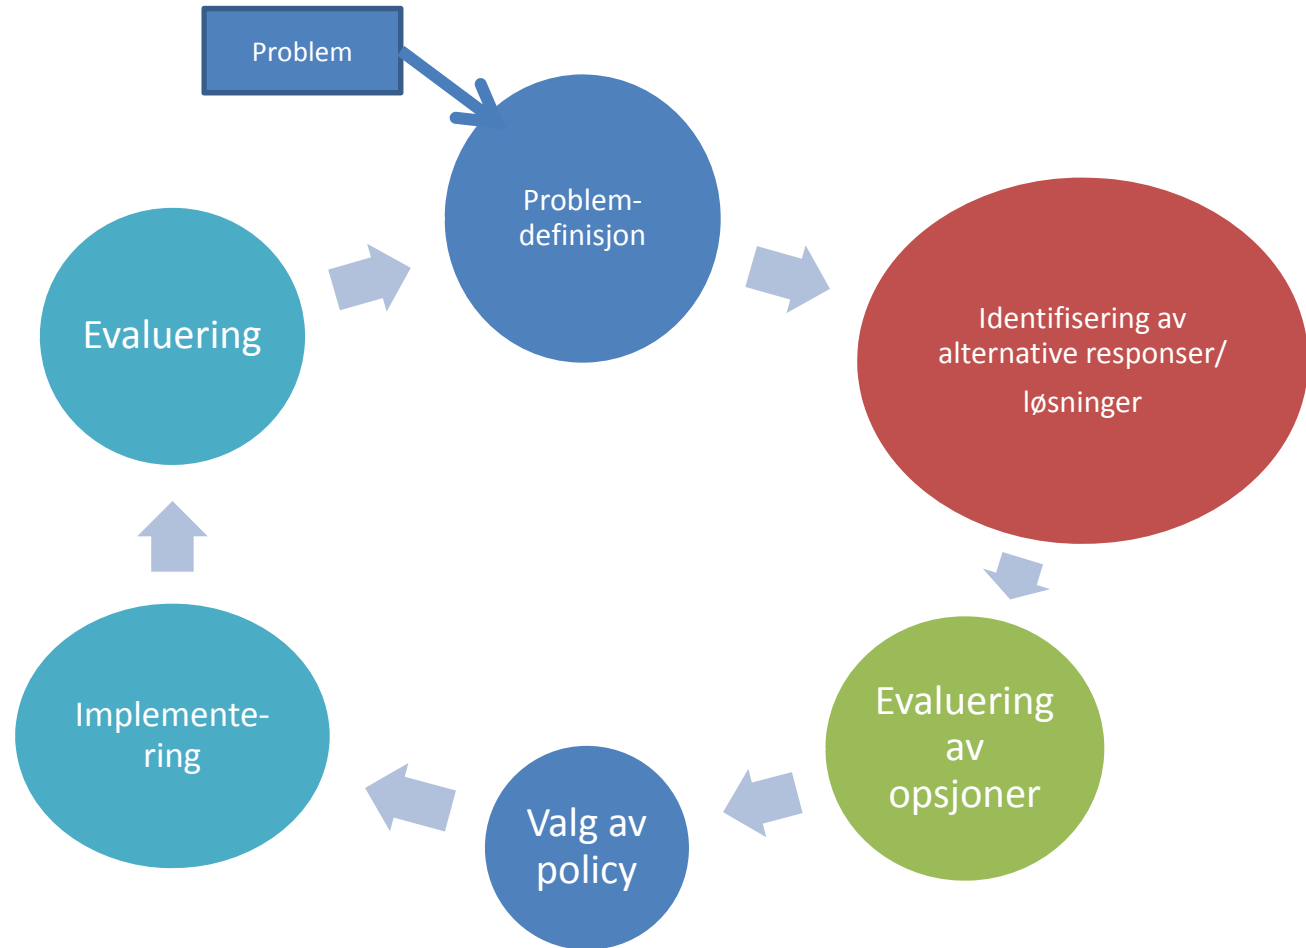 Problem
Problem-
definisjon
Identifisering av
alternative responser/
løsninger
Evaluering
av
opsjoner
Valg av
policy
Implemente-
ring
Evaluering